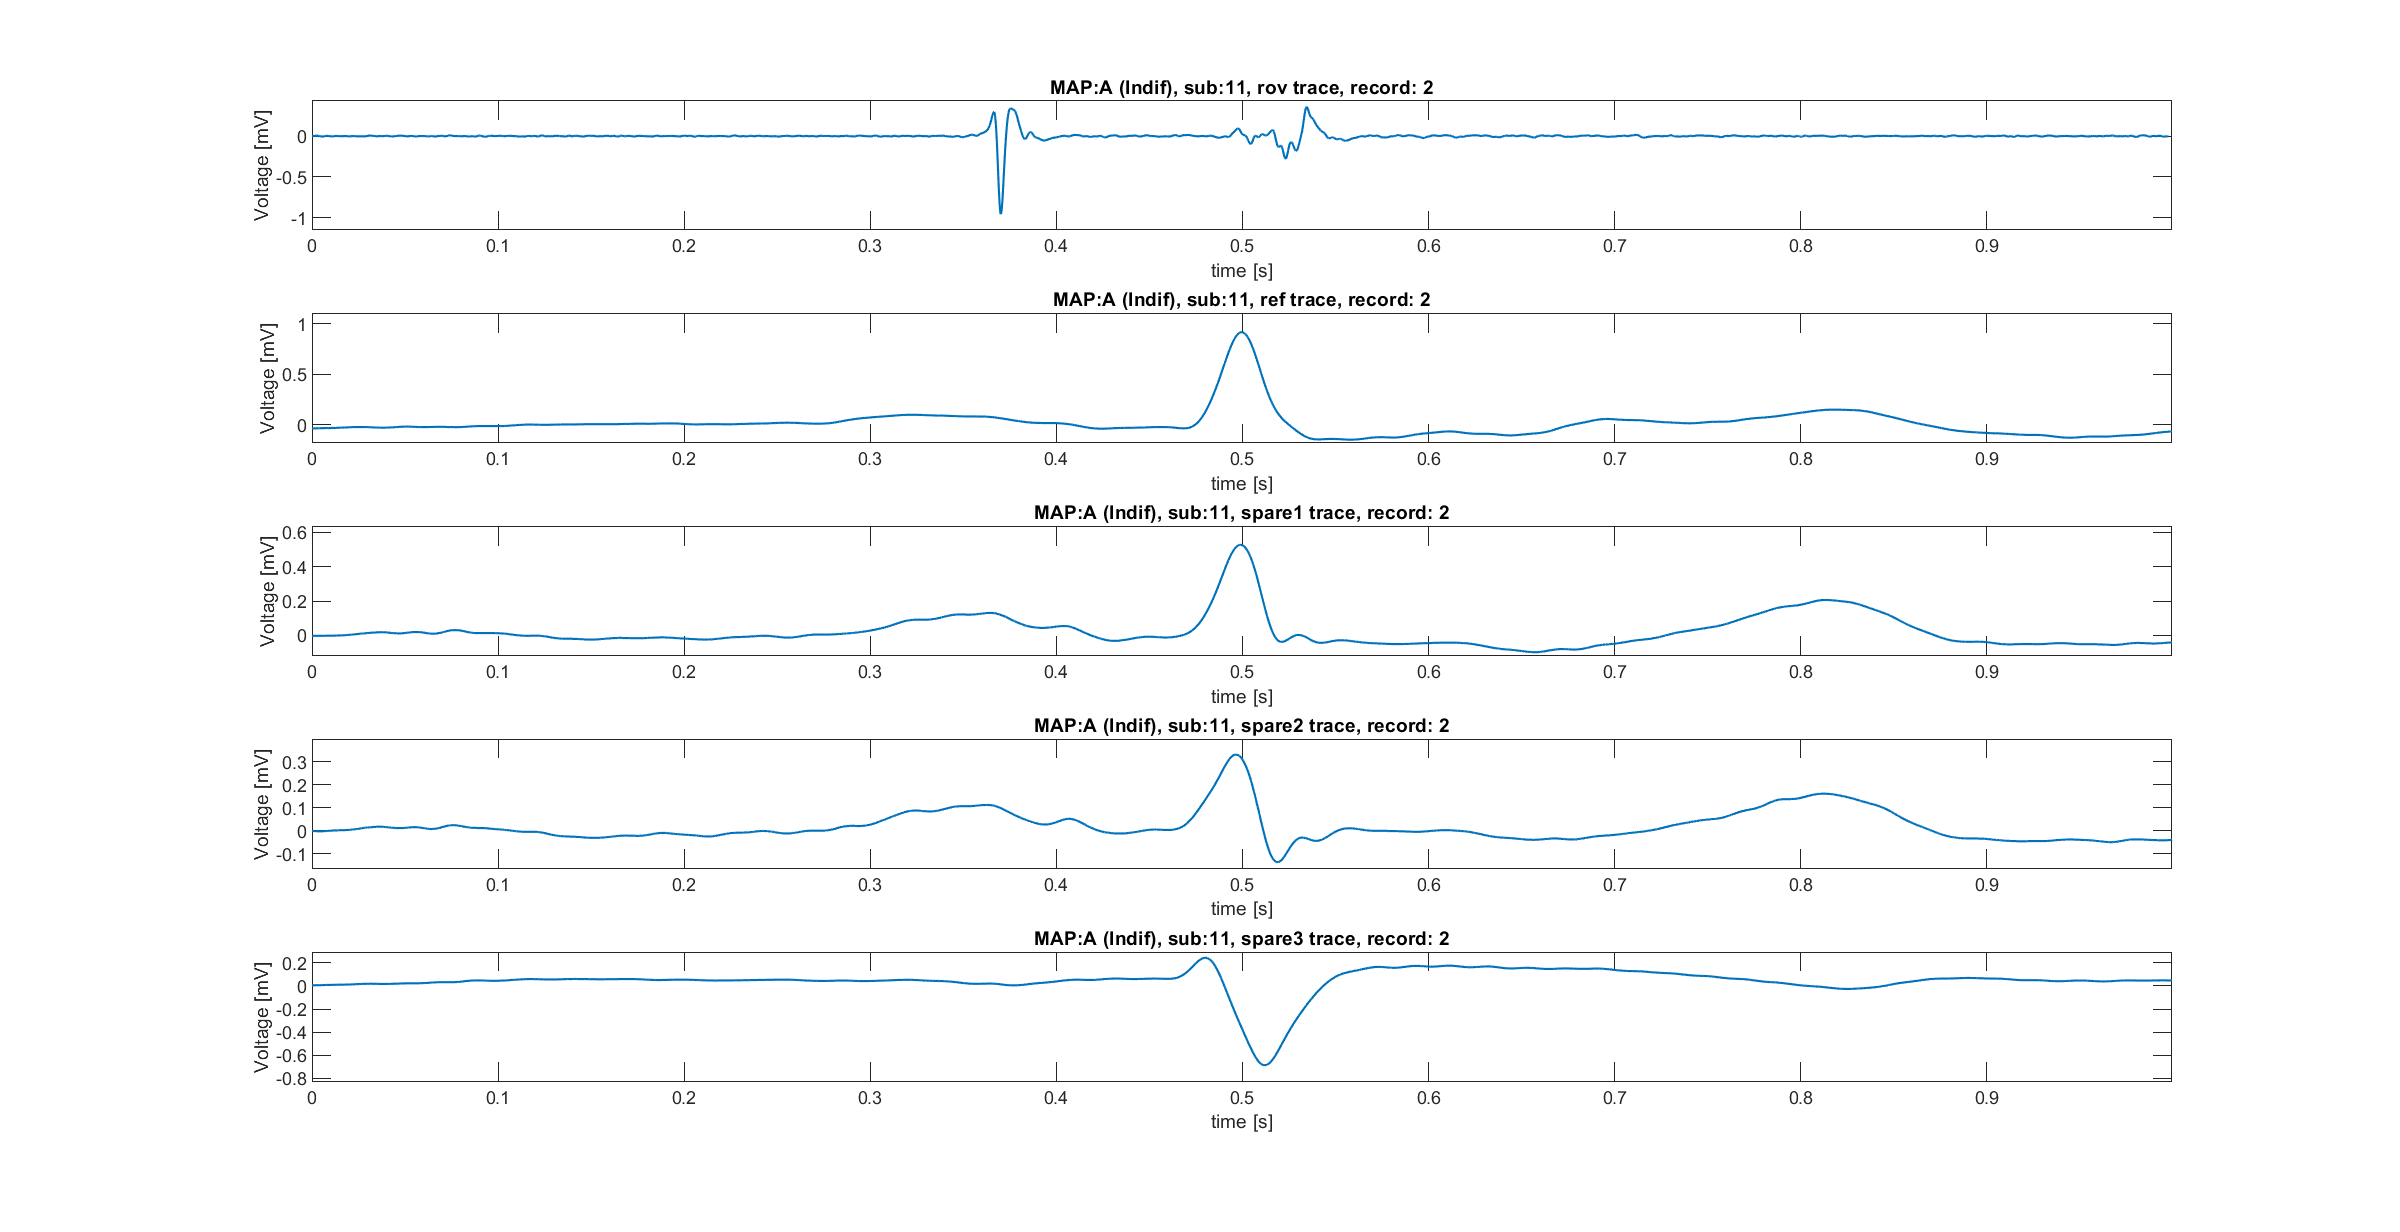 MAP:A (Indif), sub:11, rov trace, record: 2
Voltage [mV]
0
-0.5
-1
0 0.1 0.2 0.3 0.4 0.5 0.6 0.7 0.8 0.9
time [s]
MAP:A (Indif), sub:11, ref trace, record: 2
Voltage [mV]
1
0.5
0
0 0.1 0.2 0.3 0.4 0.5 0.6 0.7 0.8 0.9
time [s]
MAP:A (Indif), sub:11, spare1 trace, record: 2
Voltage [mV]
0.6
0.4
0.2
0
0 0.1 0.2 0.3 0.4 0.5 0.6 0.7 0.8 0.9
time [s]
MAP:A (Indif), sub:11, spare2 trace, record: 2
Voltage [mV]
0.3
0.2
0.1
0
-0.1
0 0.1 0.2 0.3 0.4 0.5 0.6 0.7 0.8 0.9
time [s]
MAP:A (Indif), sub:11, spare3 trace, record: 2
Voltage [mV]
0.2
0
-0.2
-0.4
-0.6
-0.8
0 0.1 0.2 0.3 0.4 0.5 0.6 0.7 0.8 0.9
time [s]